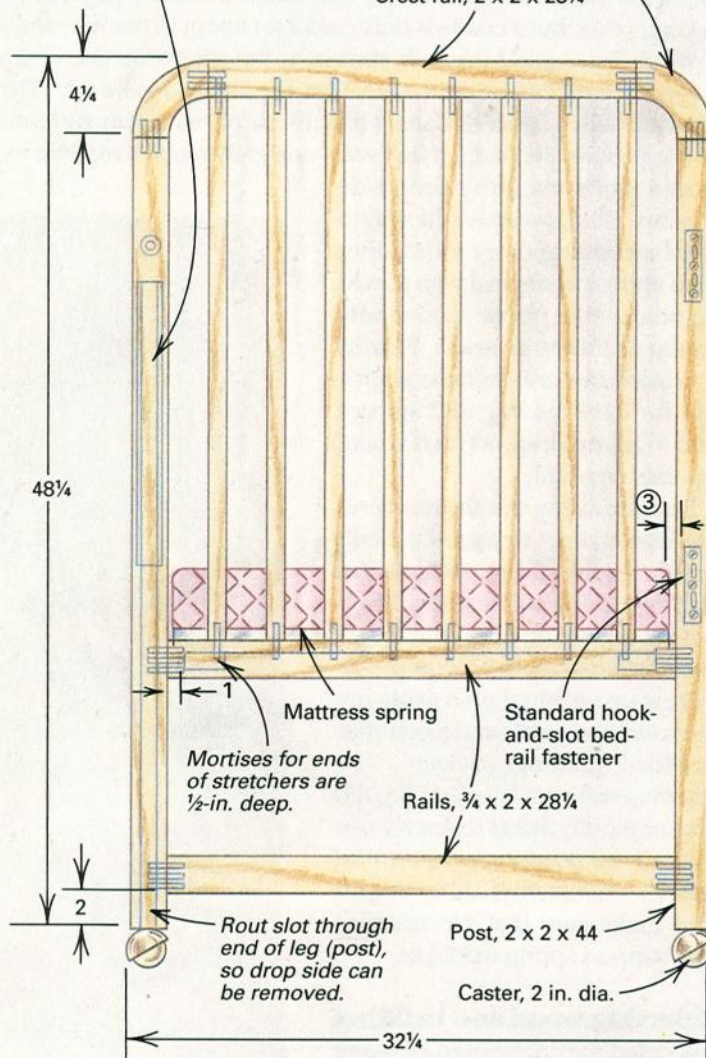 Crest rail, 2 x 2 x 28¼
4¼
48¼
③
1
Mattress spring
Standard hook-
and-slot bed-
rail fastener
Mortises for ends
of stretchers are
½-in. deep.
Rails, ¾ x 2 x 28¼
2
Rout slot through
end of leg (post),
so drop side can
be removed.
Post, 2 x 2 x 44
Caster, 2 in. dia.
32¼